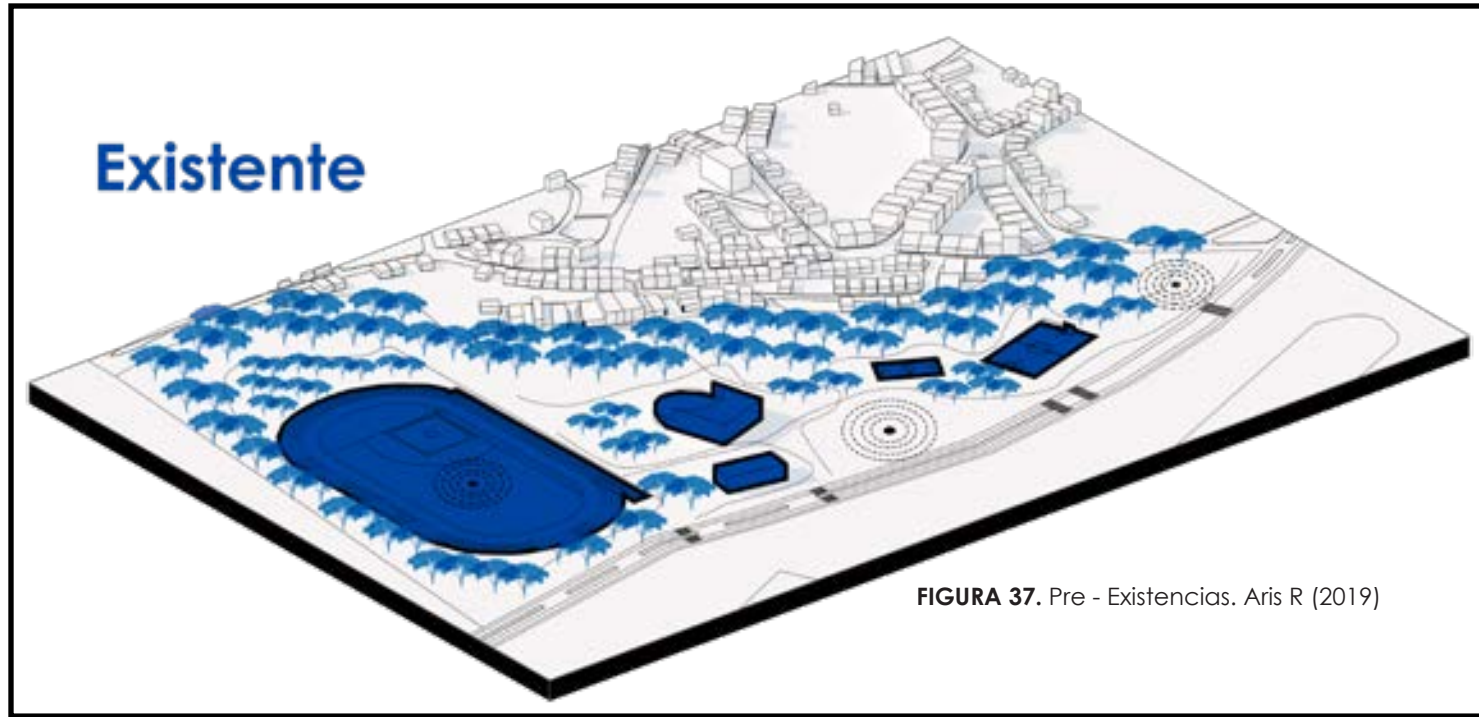 Existente
FIGURA 37. Pre - Existencias. Aris R (2019)